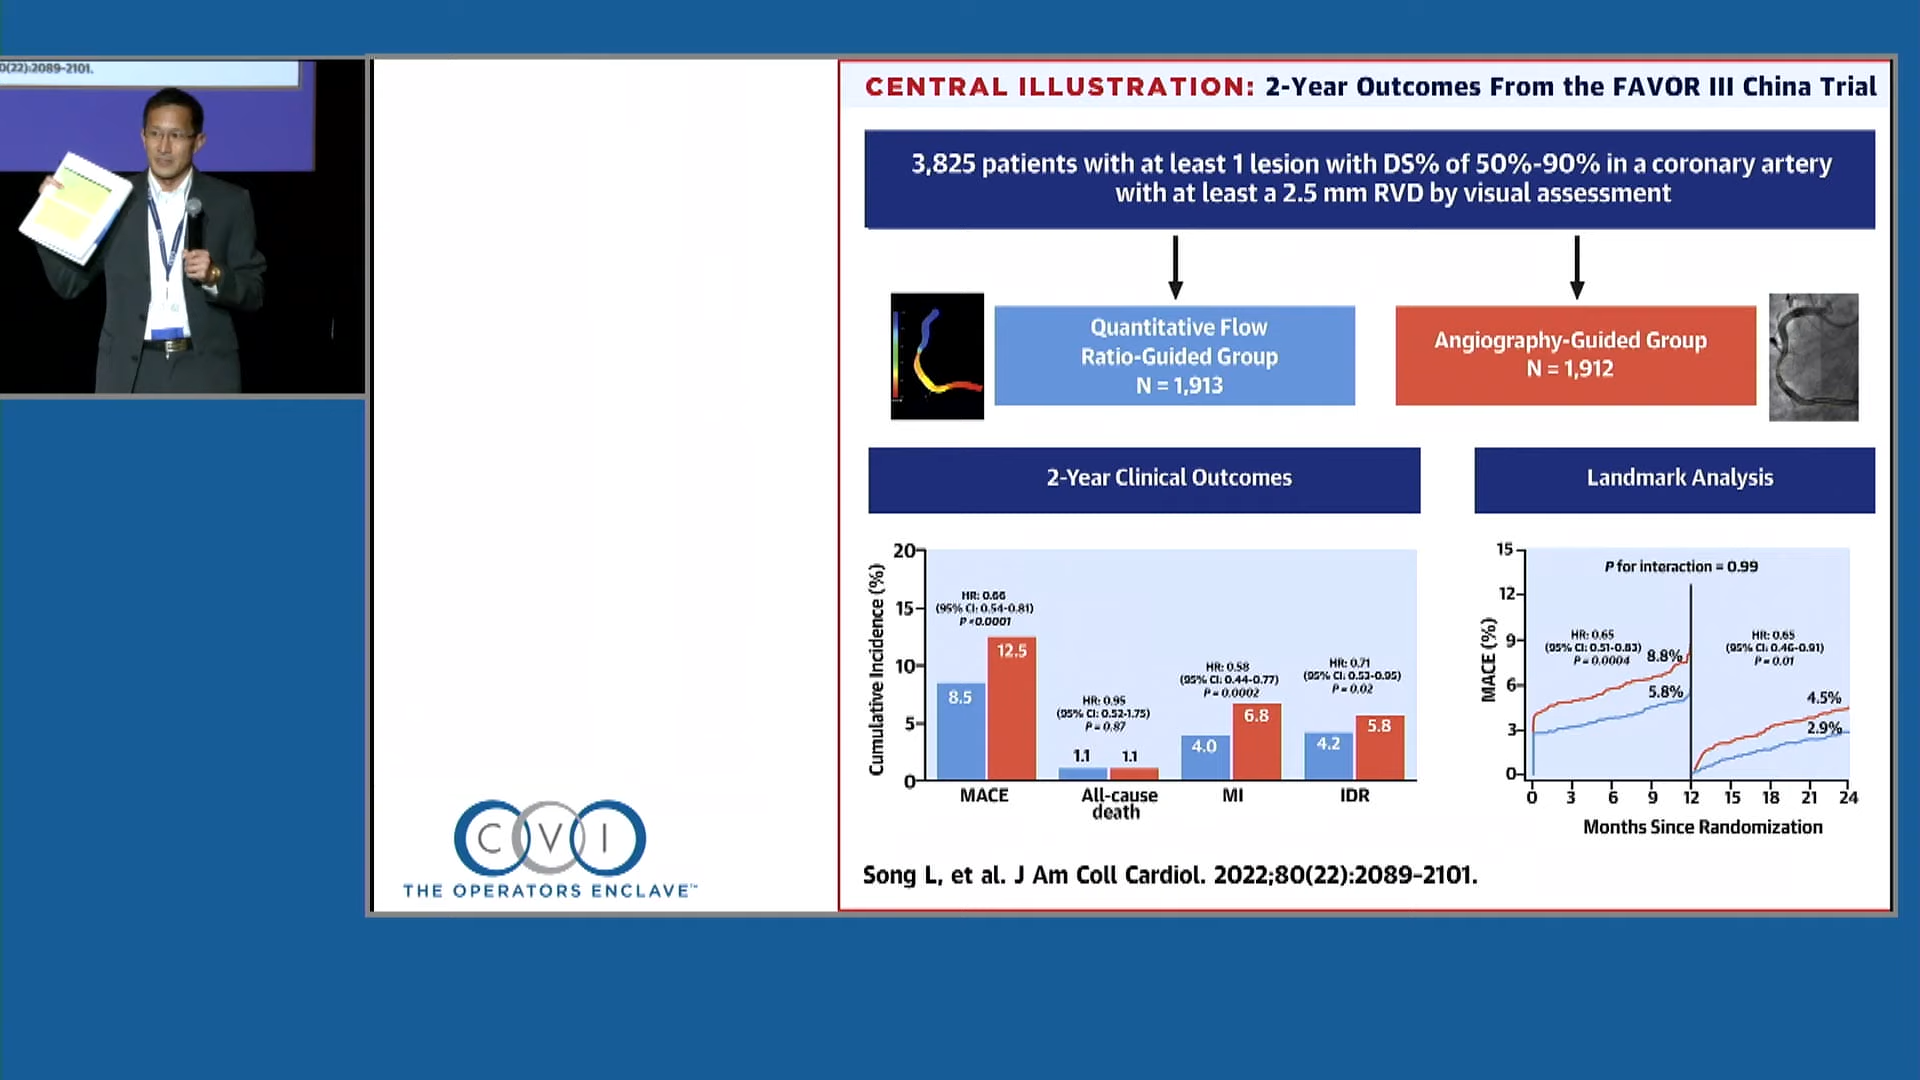 0(22):2089-2101.
CENTRAL ILLUSTRATION: 2-Year Outcomes From the FAVOR III China Trial
3,825 patients with at least 1 lesion with DS% of 50%-90% in a coronary artery
with at least a 2.5 mm RVD by visual assessment
Quantitative Flow
Ratio-Guided Group
N = 1,913
Angiography-Guided Group
N = 1,912
2-Year Clinical Outcomes
Cumulative Incidence (%)
20
15
10
5
0
HR: 0.66
(95% CI: 0.54-0.81)
P <0.0001
8.5
12.5
MACE
HR: 0.95
(95% CI: 0.52-1.75)
P = 0.87
1.1
1.1
All-cause
death
HR: 0.58
(95% CI: 0.44-0.77)
P = 0.0002
4.0
6.8
MI
HR: 0.71
(95% CI: 0.53-0.95)
P = 0.02
4.2
5.8
IDR
Landmark Analysis
MACE (%)
15
12
9
6
3
0
P for interaction = 0.99
HR: 0.65
(95% CI: 0.51-0.83)
P = 0.0004
8.8%
5.8%
HR: 0.65
(95% CI: 0.46-0.91)
P = 0.01
4.5%
2.9%
0 3 6 9 12 15 18 21 24
Months Since Randomization
Song L, et al. J Am Coll Cardiol. 2022;80(22):2089-2101.
CVI
THE OPERATORS ENCLAVE™